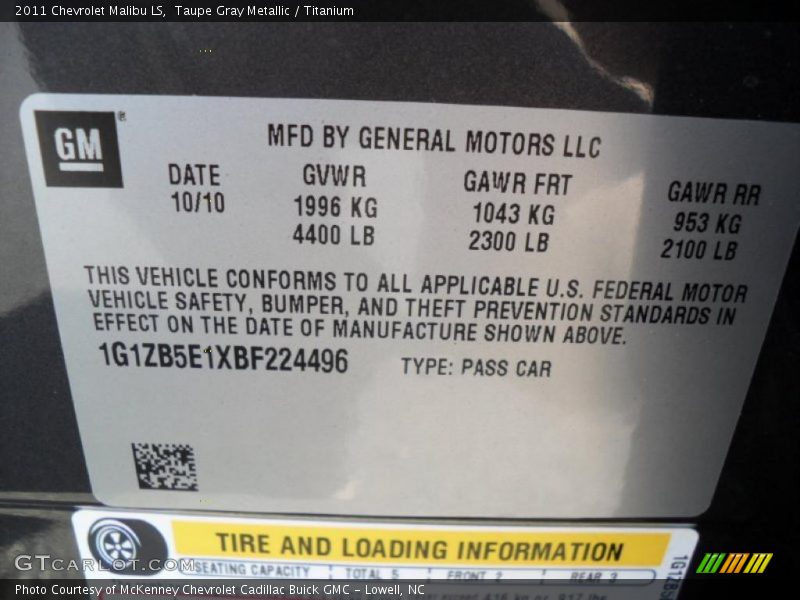 2011 Chevrolet Malibu LS, Taupe Gray Metallic / Titanium
GM®
MFD BY GENERAL MOTORS LLC
DATE GVWR GAWR FRT GAWR RR
10/10 1996 KG 1043 KG 953 KG
4400 LB 2300 LB 2100 LB
THIS VEHICLE CONFORMS TO ALL APPLICABLE U.S. FEDERAL MOTOR
VEHICLE SAFETY, BUMPER, AND THEFT PREVENTION STANDARDS IN
EFFECT ON THE DATE OF MANUFACTURE SHOWN ABOVE.
1G1ZB5E1XBF224496 TYPE: PASS CAR
TIRE AND LOADING INFORMATION
SEATING CAPACITY TOTAL 5 FRONT 2 REAR 3
1G1ZB5
GTCarLot.com
Photo Courtesy of McKenney Chevrolet Cadillac Buick GMC – Lowell, NC